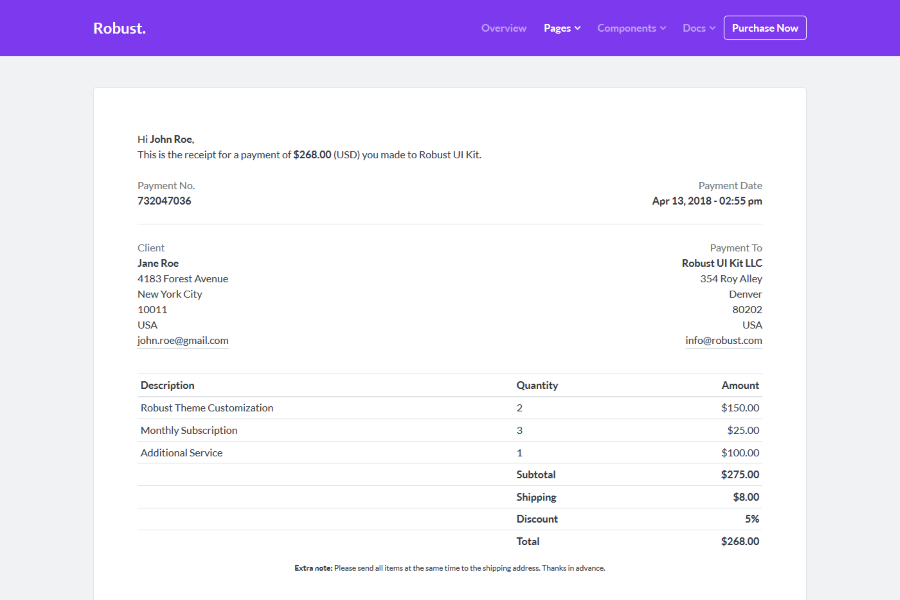 Robust.
Overview Pages Components Docs Purchase Now
Hi John Roe,
This is the receipt for a payment of $268.00 (USD) you made to Robust UI Kit.
Payment No. Payment Date
732047036 Apr 13, 2018 - 02:55 pm
Client Payment To
Jane Roe Robust UI Kit LLC
4183 Forest Avenue 354 Roy Alley
New York City Denver
10011 80202
USA USA
john.roe@gmail.com info@robust.com
Description Quantity Amount
Robust Theme Customization 2 $150.00
Monthly Subscription 3 $25.00
Additional Service 1 $100.00
Subtotal $275.00
Shipping $8.00
Discount 5%
Total $268.00
Extra note: Please send all items at the same time to the shipping address. Thanks in advance.